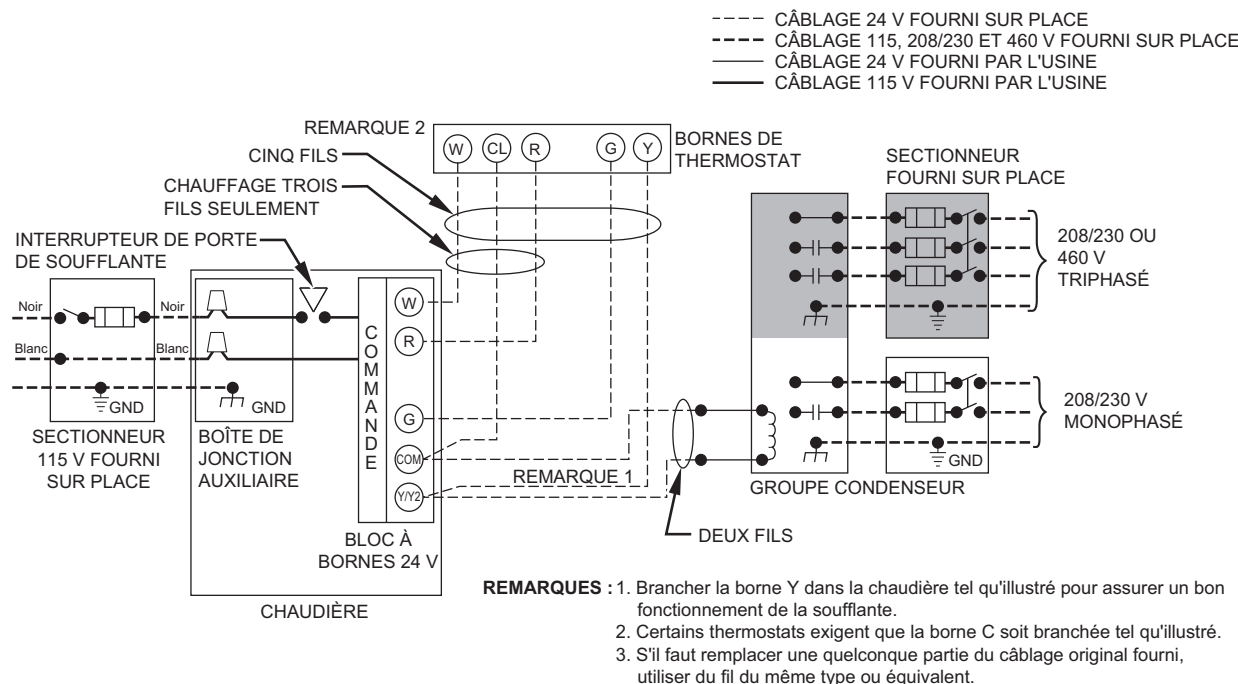 CÂBLAGE 24 V FOURNI SUR PLACE
CÂBLAGE 115, 208/230 ET 460 V FOURNI SUR PLACE
CÂBLAGE 24 V FOURNI PAR L'USINE
CÂBLAGE 115 V FOURNI PAR L'USINE
REMARQUE 2
W
CL
R
G
Y
BORNES DE
THERMOSTAT
CINQ FILS
CHAUFFAGE TROIS
FILS SEULEMENT
SECTIONNEUR
FOURNI SUR PLACE
INTERRUPTEUR DE PORTE
DE SOUFFLANTE
208/230 OU
460 V
TRIPHASÉ
Noir
Noir
Blanc
Blanc
GND
GND
COMMANDE
W
R
G
COM
Y/Y2
REMARQUE 1
SECTIONNEUR
115 V FOURNI
SUR PLACE
BOÎTE DE
JONCTION
AUXILIAIRE
BLOC À
BORNES 24 V
CHAUDIÈRE
208/230 V
MONOPHASÉ
GND
GROUPE CONDENSEUR
DEUX FILS
REMARQUES : 1. Brancher la borne Y dans la chaudière tel qu'illustré pour assurer un bon
fonctionnement de la soufflante.
2. Certains thermostats exigent que la borne C soit branchée tel qu'illustré.
3. S'il faut remplacer une quelconque partie du câblage original fourni,
utiliser du fil du même type ou équivalent.